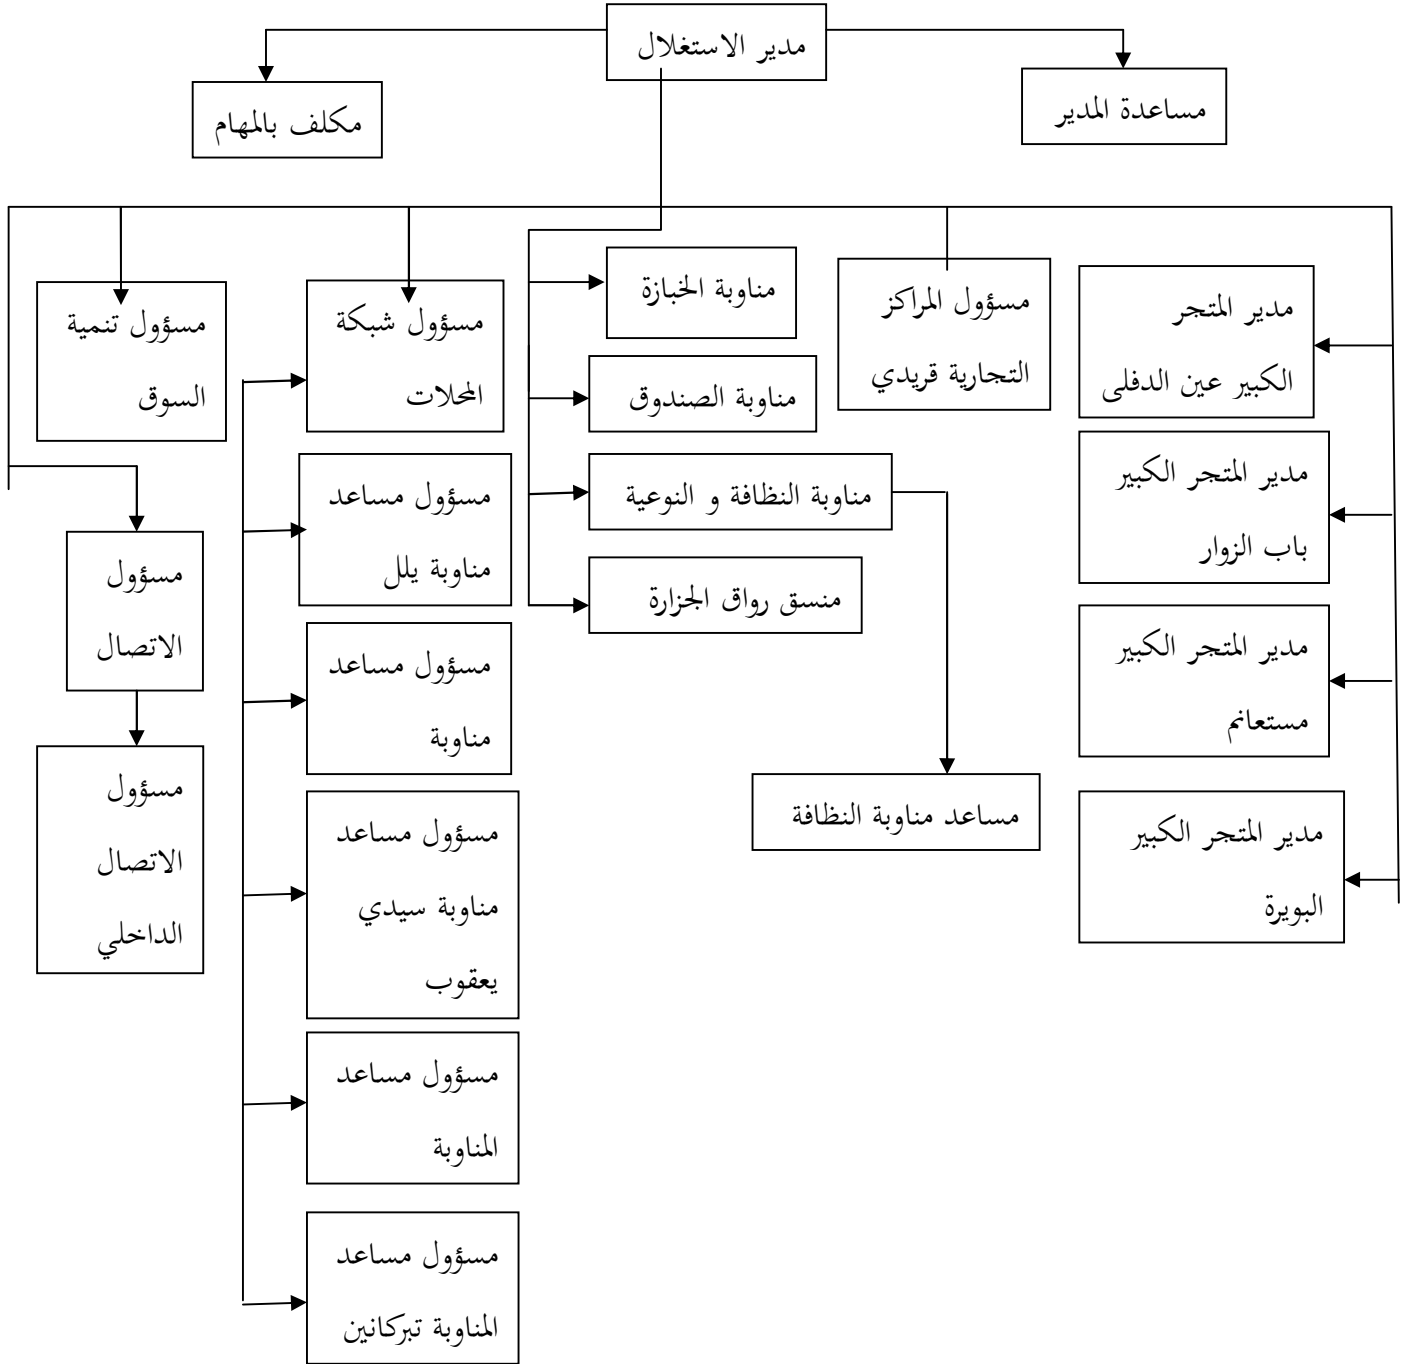 مدير الاستغلال
مساعدة المدير
مكلف بالمهام
مدير المتجر
الكبير عين الدفلى
مدير المتجر الكبير
باب الزوار
مدير المتجر الكبير
مستعانم
مدير المتجر الكبير
البويرة
مسؤول المراكز
التجارية قريدي
مناوبة الخبازة
مناوبة الصندوق
مناوبة النظافة و النوعية
منسق رواق الجزارة
مساعد مناوبة النظافة
مسؤول شبكة
المحلات
مسؤول مساعد
مناوبة يلل
مسؤول مساعد
مناوبة
مسؤول مساعد
مناوبة سيدي
يعقوب
مسؤول مساعد
المناوبة
مسؤول مساعد
المناوبة تبركانين
مسؤول تنمية
السوق
مسؤول
الاتصال
مسؤول
الاتصال
الداخلي